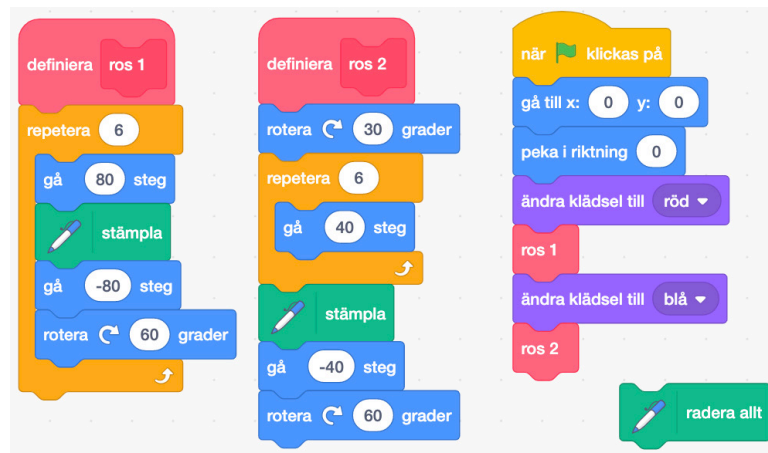 definiera ros 1
repetera 6
gå 80 steg
stämpla
gå -80 steg
rotera 60 grader
definiera ros 2
rotera 30 grader
repetera 6
gå 40 steg
stämpla
gå -40 steg
rotera 60 grader
när klickas på
gå till x: 0 y: 0
peka i riktning 0
ändra klädsel till röd
ros 1
ändra klädsel till blå
ros 2
radera allt